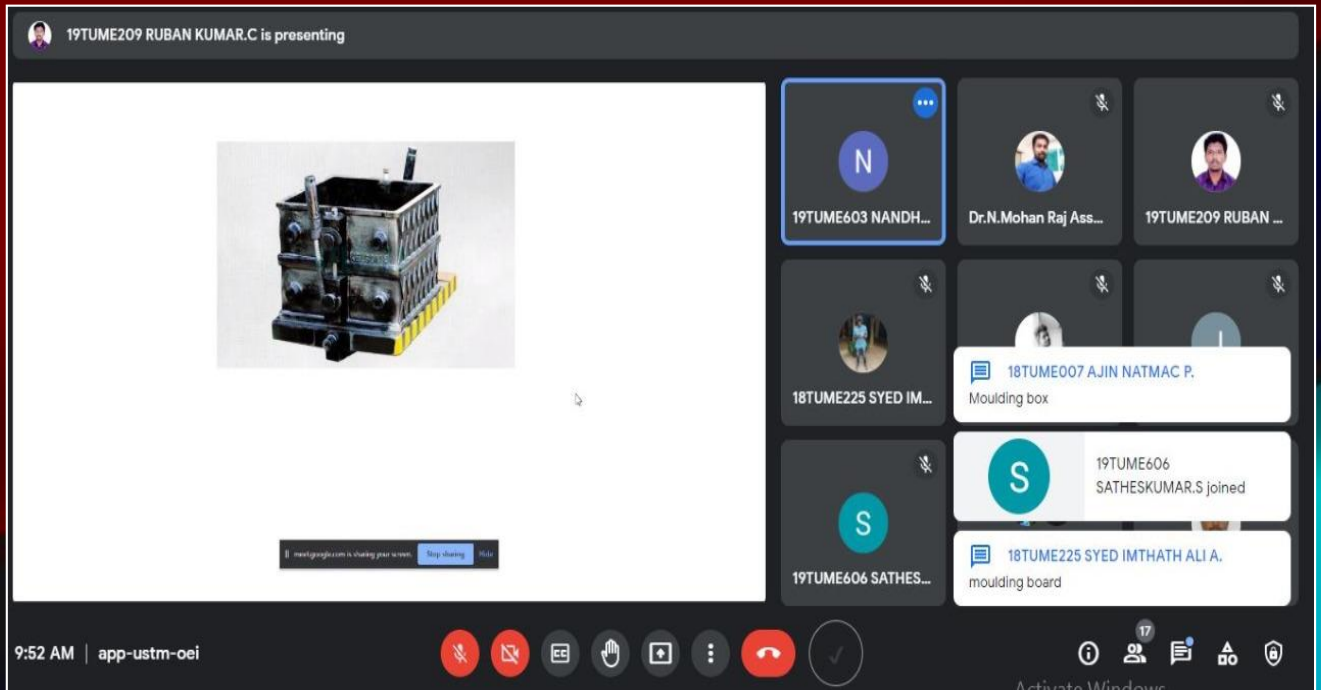 19TUME209 RUBAN KUMAR.C is presenting
N
19TUME603 NANDH...
Dr.N.Mohan Raj Ass...
19TUME209 RUBAN ...
18TUME225 SYED IM...
18TUME007 AJIN NATMAC P.
Moulding box
S
19TUME606
SATHESKUMAR.S joined
S
19TUME606 SATHES...
18TUME225 SYED IMTHATH ALI A.
moulding board
meet.google.com is sharing your screen.
Stop sharing
Hide
9:52 AM | app-ustm-oei
CC
17
Activate Windows